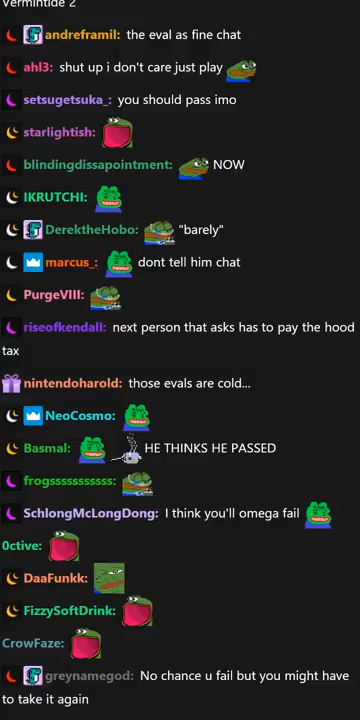 Vermintide 2
andreframil: the eval as fine chat
ahl3: shut up i don't care just play
setsugetsuka_: you should pass imo
starlightish:
blindingdissapointment: NOW
IKRUTCHI:
DerektheHobo: "barely"
marcus_: dont tell him chat
PurgeVIII:
riseofkendall: next person that asks has to pay the hood
tax
nintendoharold: those evals are cold...
NeoCosmo:
Basmal: HE THINKS HE PASSED
frogsssssssssss:
SchlongMcLongDong: I think you'll omega fail
0ctive:
DaaFunkk:
FizzySoftDrink:
CrowFaze:
greynamegod: No chance u fail but you might have
to take it again